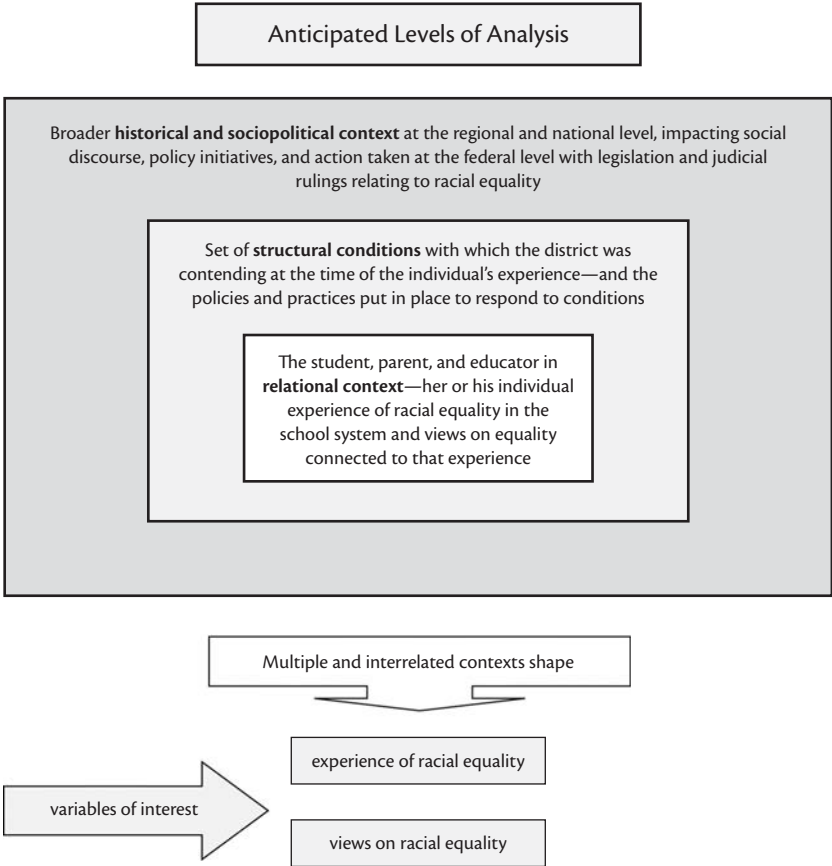 Anticipated Levels of Analysis
Broader historical and sociopolitical context at the regional and national level, impacting social
discourse, policy initiatives, and action taken at the federal level with legislation and judicial
rulings relating to racial equality
Set of structural conditions with which the district was
contending at the time of the individual’s experience—and the
policies and practices put in place to respond to conditions
The student, parent, and educator in
relational context—her or his individual
experience of racial equality in the
school system and views on equality
connected to that experience
Multiple and interrelated contexts shape
experience of racial equality
variables of interest
views on racial equality